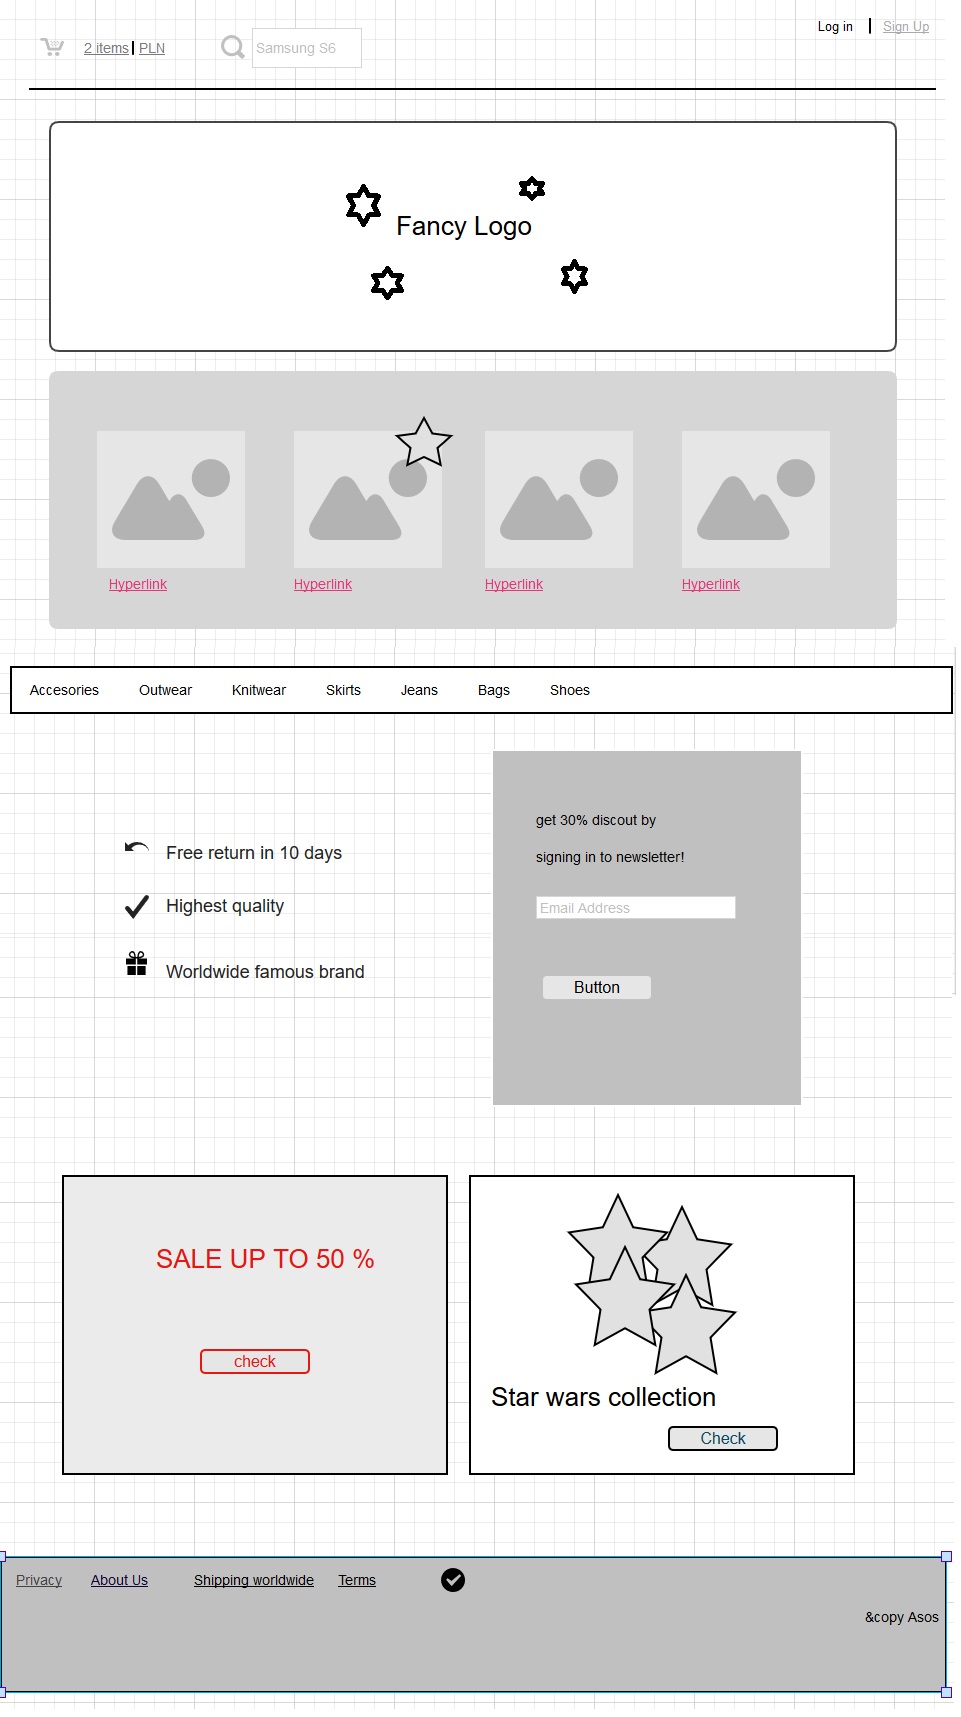 Log in | Sign Up
2 items | PLN
Samsung S6
Fancy Logo
Hyperlink Hyperlink Hyperlink Hyperlink
Accesories Outwear Knitwear Skirts Jeans Bags Shoes
Free return in 10 days
Highest quality
Worldwide famous brand
get 30% discout by
signing in to newsletter!
Email Address
Button
SALE UP TO 50 %
check
Star wars collection
Check
Privacy About Us Shipping worldwide Terms
&copy Asos